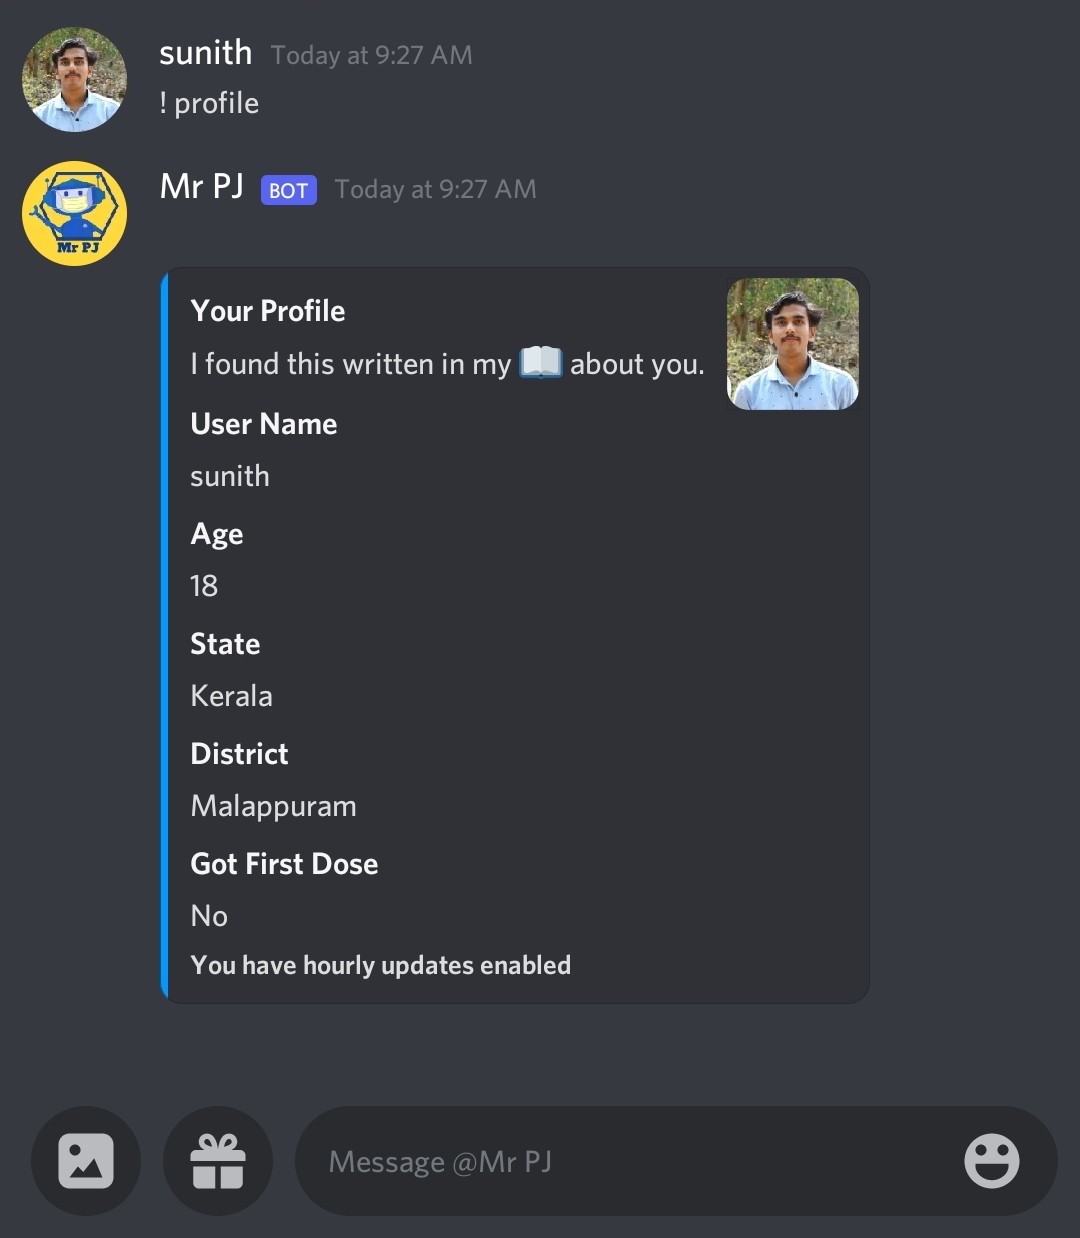 sunith Today at 9:27 AM
! profile
Mr PJ BOT Today at 9:27 AM
Mr PJ
Your Profile
I found this written in my 📖 about you.
User Name
sunith
Age
18
State
Kerala
District
Malappuram
Got First Dose
No
You have hourly updates enabled
Message @Mr PJ